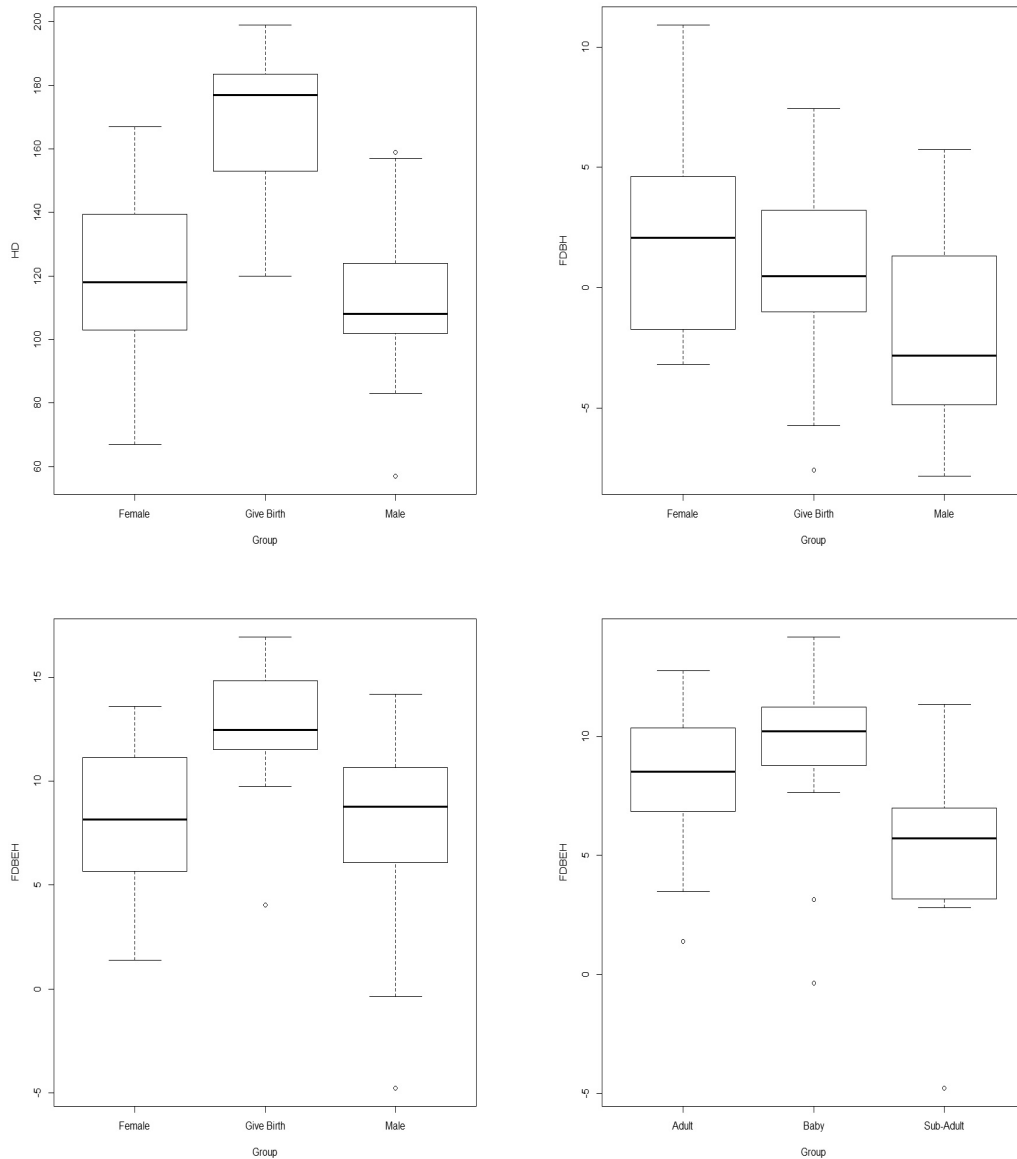 200
180
160
140
120
100
80
60
HD
Female Give Birth Male
Group
10
5
0
-5
FDBH
Female Give Birth Male
Group
15
10
5
0
-5
FDBEH
Female Give Birth Male
Group
10
5
0
-5
FDBEH
Adult Baby Sub-Adult
Group